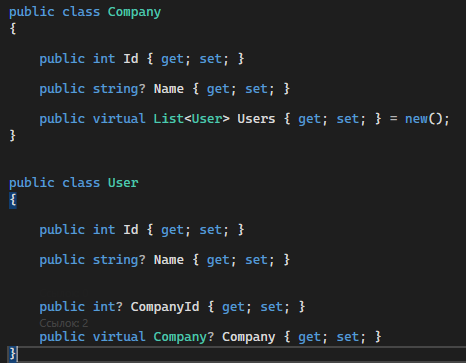 public class Company
{
public int Id { get; set; }
public string? Name { get; set; }
public virtual List<User> Users { get; set; } = new();
}
public class User
{
public int Id { get; set; }
public string? Name { get; set; }
public int? CompanyId { get; set; }
Ссылок: 2
public virtual Company? Company { get; set; }
}